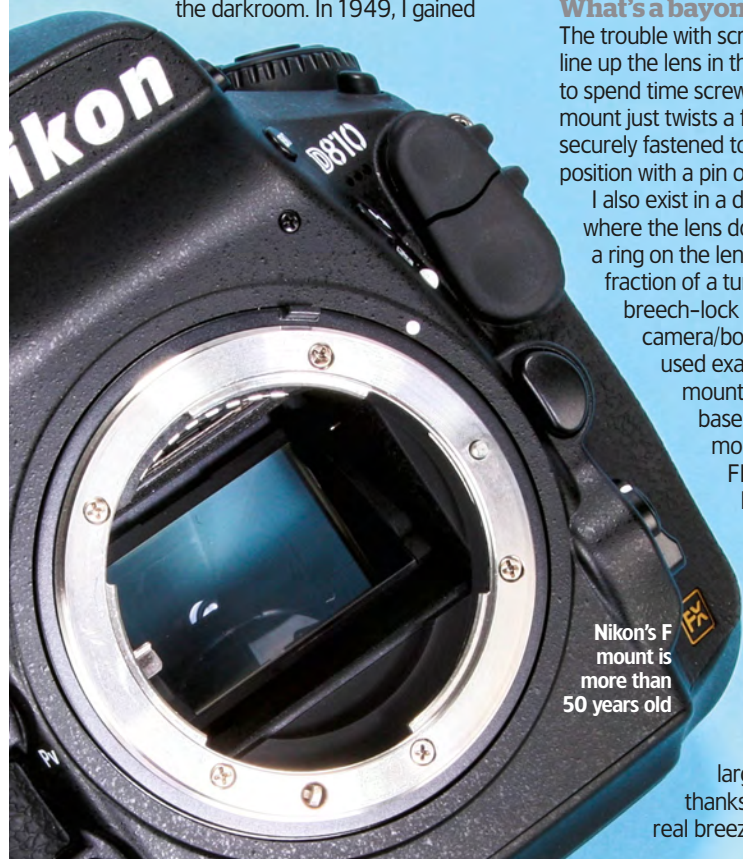 the darkroom. In 1949, I gained
ikon
D810
FX
PV
Nikon's F
mount is
more than
50 years old
What's a bayon
The trouble with scr
line up the lens in th
to spend time screw
mount just twists a f
securely fastened to
position with a pin o
I also exist in a d
where the lens do
a ring on the len
fraction of a tu
breech-lock
camera/bo
used exa
mount
base
mo
F
larg
thanks
real breez